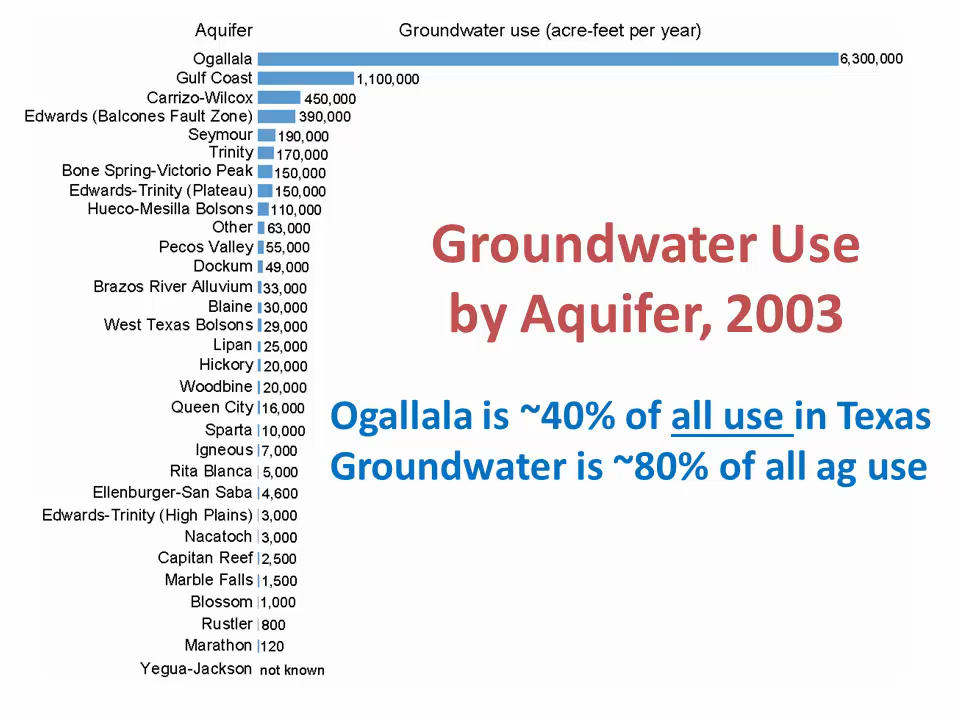 Aquifer Groundwater use (acre-feet per year)
Ogallala 6,300,000
Gulf Coast 1,100,000
Carrizo-Wilcox 450,000
Edwards (Balcones Fault Zone) 390,000
Seymour 190,000
Trinity 170,000
Bone Spring-Victorio Peak 150,000
Edwards-Trinity (Plateau) 150,000
Hueco-Mesilla Bolsons 110,000
Other 63,000
Pecos Valley 55,000
Dockum 49,000
Brazos River Alluvium 33,000
Blaine 30,000
West Texas Bolsons 29,000
Lipan 25,000
Hickory 20,000
Woodbine 20,000
Queen City 16,000
Sparta 10,000
Igneous 7,000
Rita Blanca 5,000
Ellenburger-San Saba 4,600
Edwards-Trinity (High Plains) 3,000
Nacatoch 3,000
Capitan Reef 2,500
Marble Falls 1,500
Blossom 1,000
Rustler 800
Marathon 120
Yegua-Jackson not known
Groundwater Use
by Aquifer, 2003
Ogallala is ~40% of all use in Texas
Groundwater is ~80% of all ag use